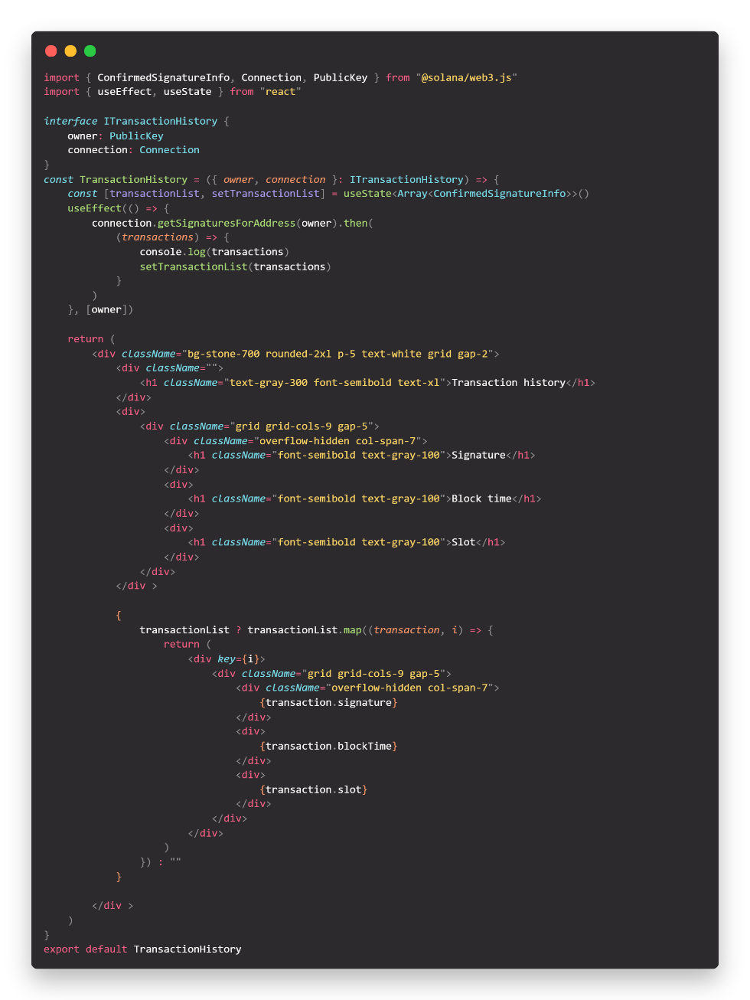 import { ConfirmedSignatureInfo, Connection, PublicKey } from "@solana/web3.js"
import { useEffect, useState } from "react"

interface ITransactionHistory {
    owner: PublicKey
    connection: Connection
}
const TransactionHistory = ({ owner, connection }: ITransactionHistory) => {
    const [transactionList, setTransactionList] = useState<Array<ConfirmedSignatureInfo>>()
    useEffect(() => {
        connection.getSignaturesForAddress(owner).then(
            (transactions) => {
                console.log(transactions)
                setTransactionList(transactions)
            }
        )
    }, [owner])

    return (
        <div className="bg-stone-700 rounded-2xl p-5 text-white grid gap-2">
            <div className="">
                <h1 className="text-gray-300 font-semibold text-xl">Transaction history</h1>
            </div>
            <div>
                <div className="grid grid-cols-9 gap-5">
                    <div className="overflow-hidden col-span-7">
                        <h1 className="font-semibold text-gray-100">Signature</h1>
                    </div>
                    <div>
                        <h1 className="font-semibold text-gray-100">Block time</h1>
                    </div>
                    <div>
                        <h1 className="font-semibold text-gray-100">Slot</h1>
                    </div>
                </div>
            </div >

            {
                transactionList ? transactionList.map((transaction, i) => {
                    return (
                        <div key={i}>
                            <div className="grid grid-cols-9 gap-5">
                                <div className="overflow-hidden col-span-7">
                                    {transaction.signature}
                                </div>
                                <div>
                                    {transaction.blockTime}
                                </div>
                                <div>
                                    {transaction.slot}
                                </div>
                            </div>
                        </div>
                    )
                }) : ""
            }

        </div >
    )
}
export default TransactionHistory